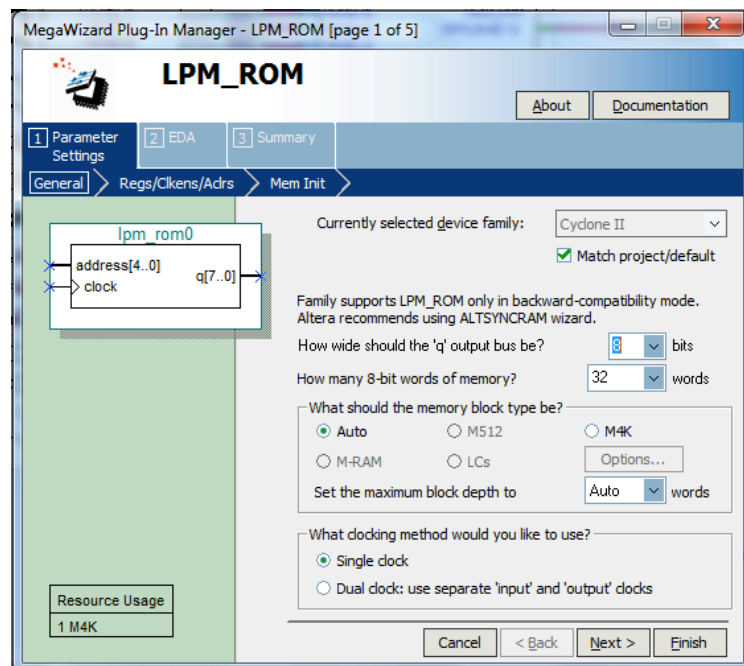 MegaWizard Plug-In Manager - LPM_ROM [page 1 of 5]
LPM_ROM
About
Documentation
1 Parameter Settings
2 EDA
3 Summary
General
Regs/Clkens/Aclrs
Mem Init
lpm_rom0
address[4..0]
q[7..0]
clock
Resource Usage
1 M4K
Currently selected device family:
Cyclone II
Match project/default
Family supports LPM_ROM only in backward-compatibility mode.
Altera recommends using ALTSYNCRAM wizard.
How wide should the 'q' output bus be?
8
bits
How many 8-bit words of memory?
32
words
What should the memory block type be?
Auto
M512
M4K
M-RAM
LCs
Options...
Set the maximum block depth to
Auto
words
What clocking method would you like to use?
Single clock
Dual clock: use separate 'input' and 'output' clocks
Cancel
< Back
Next >
Finish